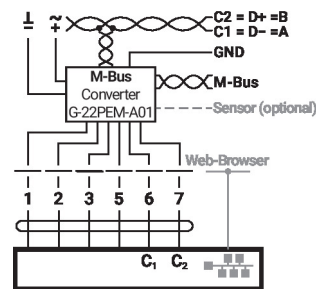 C2 = D+ =B
C1 = D− =A
GND
M-Bus
Converter
G-22PEM-A01
M-Bus
Sensor (optional)
Web-Browser
1 2 3 5 6 7
C₁ C₂